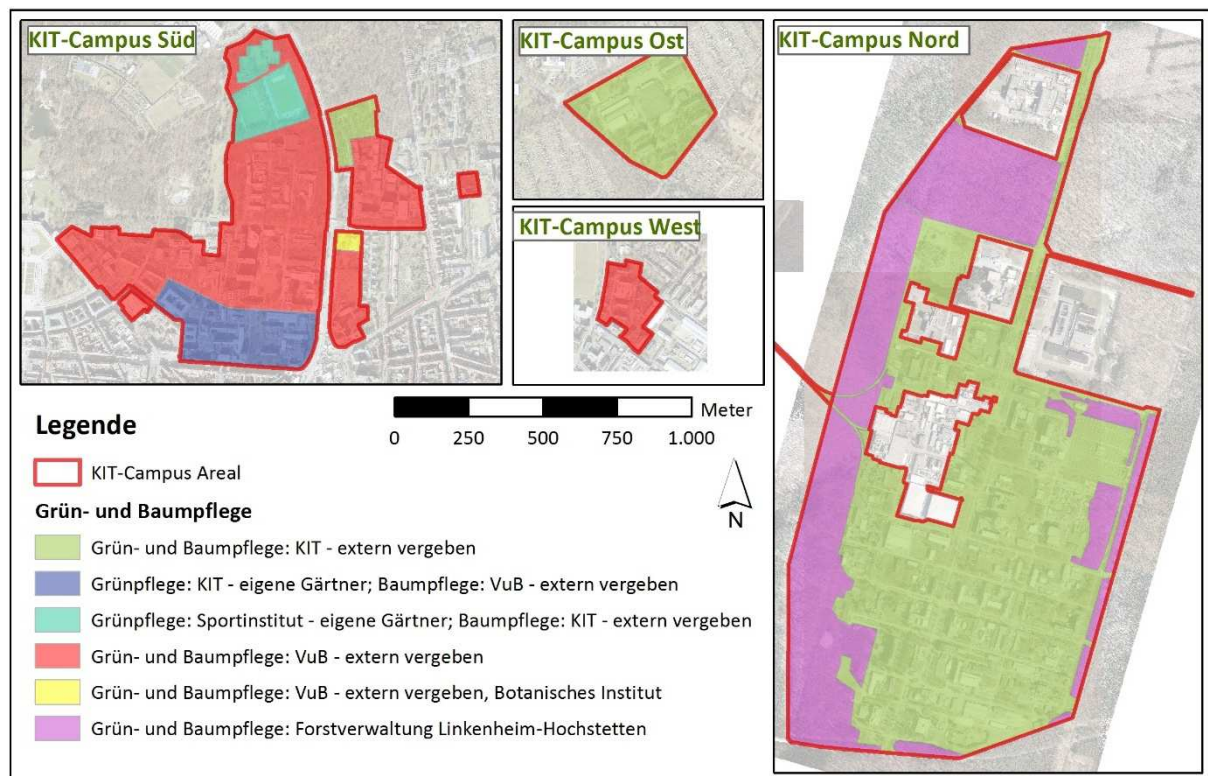 KIT-Campus Süd
KIT-Campus Ost
KIT-Campus Nord
KIT-Campus West
Meter
0 250 500 750 1.000
N
Legende
KIT-Campus Areal
Grün- und Baumpflege
Grün- und Baumpflege: KIT - extern vergeben
Grünpflege: KIT - eigene Gärtner; Baumpflege: VuB - extern vergeben
Grünpflege: Sportinstitut - eigene Gärtner; Baumpflege: KIT - extern vergeben
Grün- und Baumpflege: VuB - extern vergeben
Grün- und Baumpflege: VuB - extern vergeben, Botanisches Institut
Grün- und Baumpflege: Forstverwaltung Linkenheim-Hochstetten